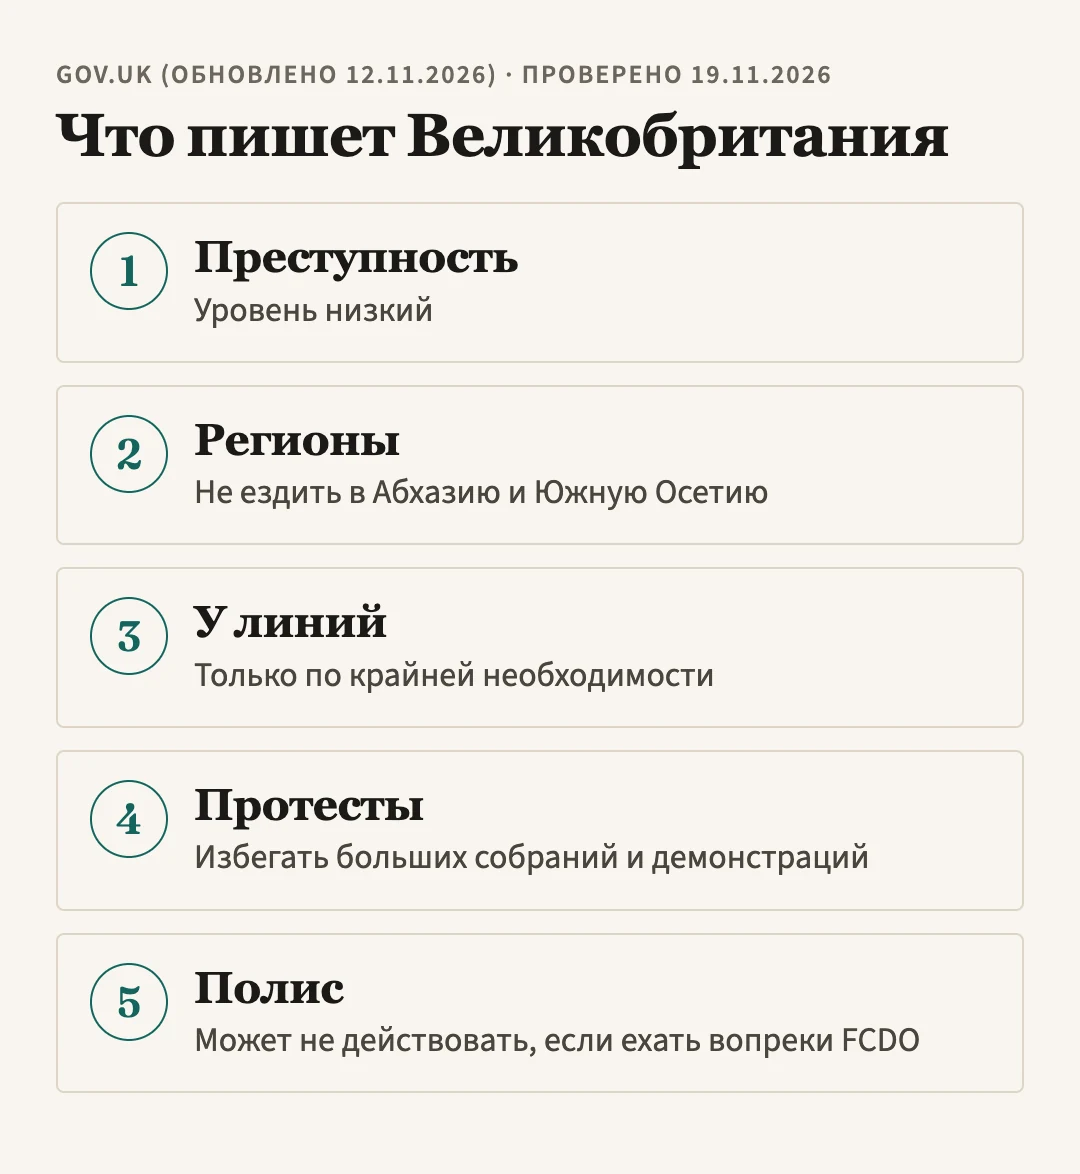 GOV.UK (ОБНОВЛЕНО 12.11.2026) · ПРОВЕРЕНО 19.11.2026
Что пишет Великобритания
1
Преступность
Уровень низкий
2
Регионы
Не ездить в Абхазию и Южную Осетию
3
У линий
Только по крайней необходимости
4
Протесты
Избегать больших собраний и демонстраций
5
Полис
Может не действовать, если ехать вопреки FCDO